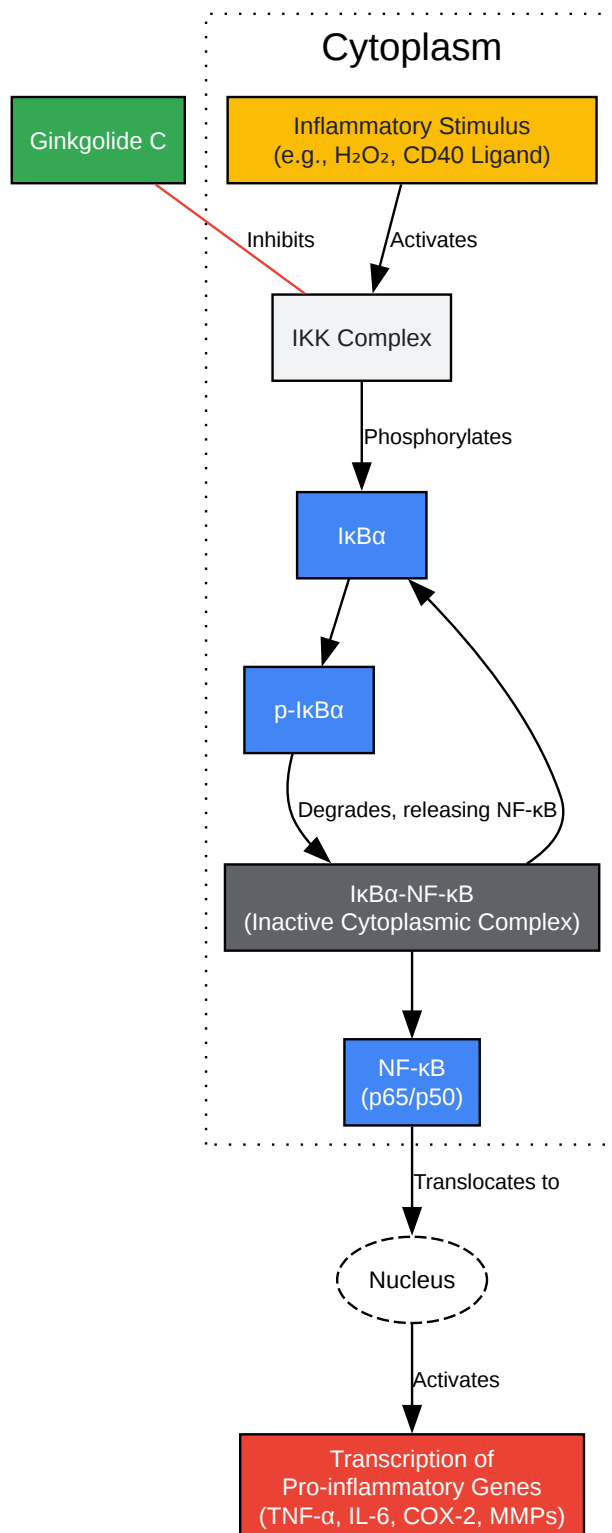 Cytoplasm
Ginkgolide C
Inflammatory Stimulus
(e.g., H₂O₂, CD40 Ligand)
Inhibits
Activates
IKK Complex
Phosphorylates
IκBα
p-IκBα
Degrades, releasing NF-κB
IκBα-NF-κB
(Inactive Cytoplasmic Complex)
NF-κB
(p65/p50)
Translocates to
Nucleus
Activates
Transcription of
Pro-inflammatory Genes
(TNF-α, IL-6, COX-2, MMPs)